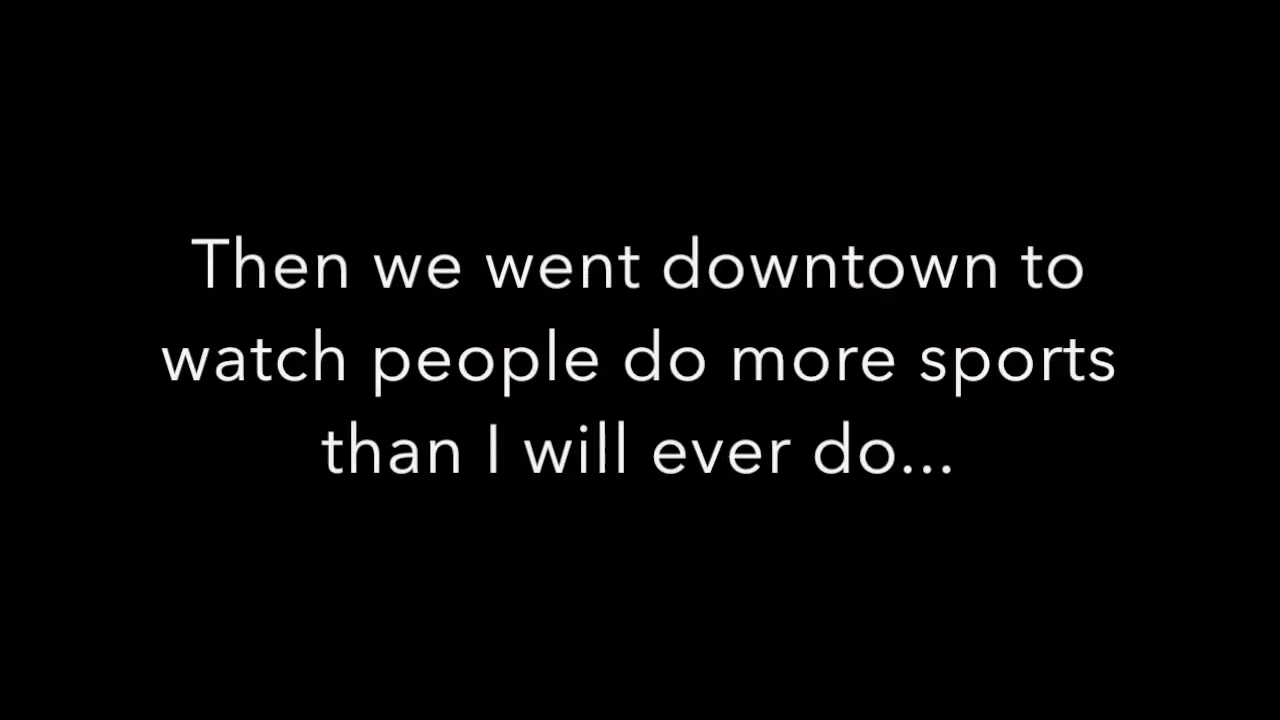 Then we went downtown to
watch people do more sports
than I will ever do...